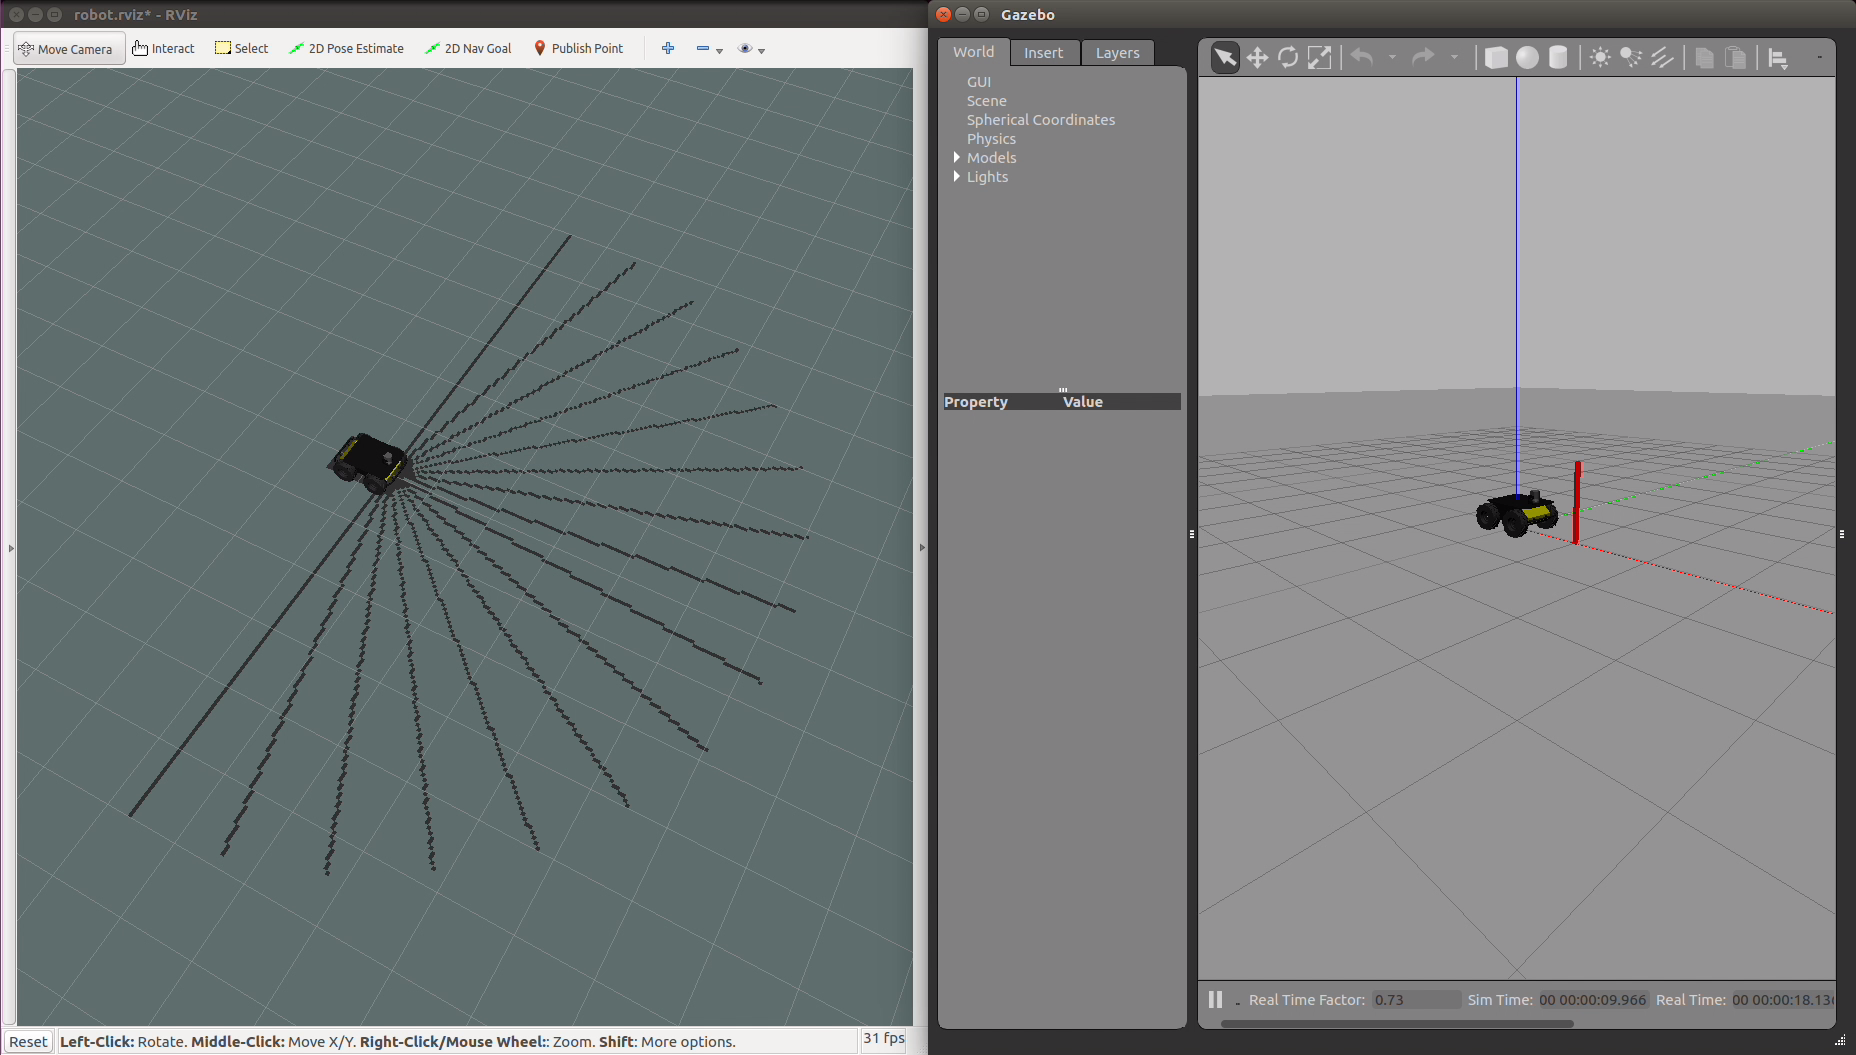 robot.rviz* - RViz
Move Camera Interact Select 2D Pose Estimate 2D Nav Goal Publish Point
Reset Left-Click: Rotate. Middle-Click: Move X/Y. Right-Click/Mouse Wheel:: Zoom. Shift: More options. 31 fps
Gazebo
World Insert Layers
GUI
Scene
Spherical Coordinates
Physics
Models
Lights
Property Value
Real Time Factor: 0.73 Sim Time: 00 00:00:09.966 Real Time: 00 00:00:18.136